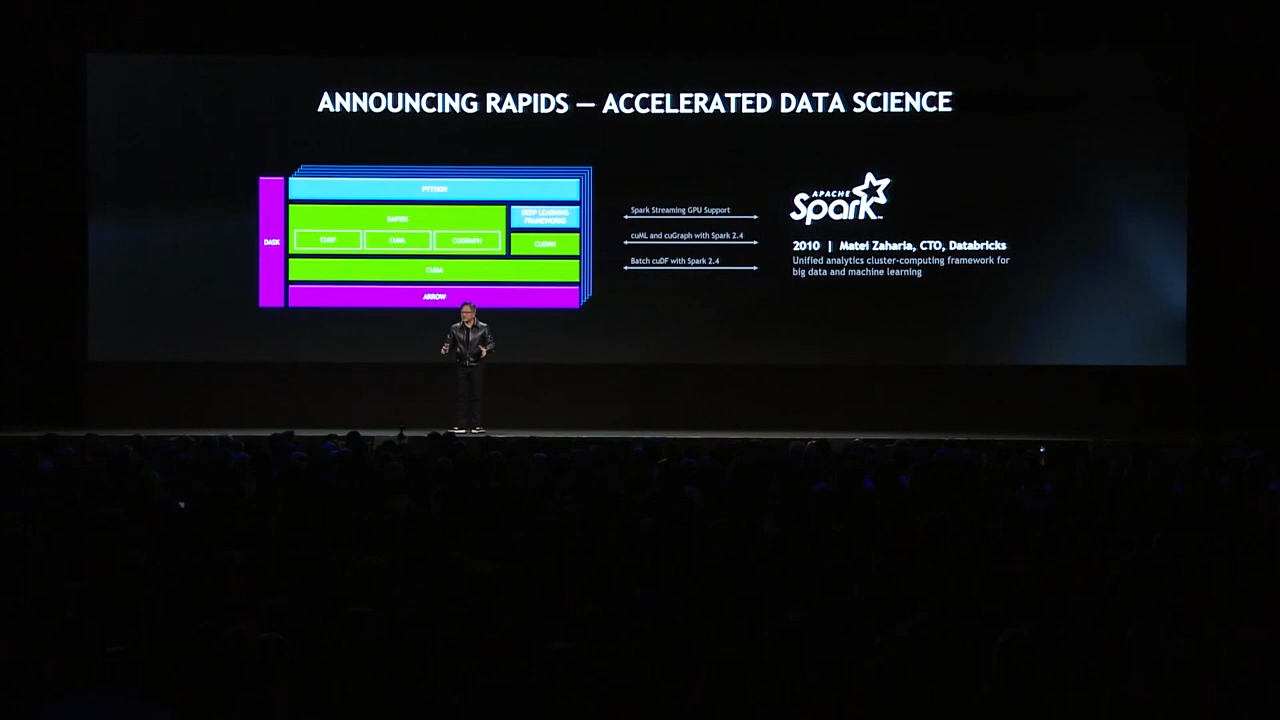 ANNOUNCING RAPIDS — ACCELERATED DATA SCIENCE
DASK
PYTHON
RAPIDS
CUDF
CUML
CUGRAPH
DEEP LEARNING
FRAMEWORKS
CUDNN
CUDA
ARROW
Spark Streaming GPU Support
cuML and cuGraph with Spark 2.4
Batch cuDF with Spark 2.4
APACHE
Spark™
2010 | Matei Zaharia, CTO, Databricks
Unified analytics cluster-computing framework for
big data and machine learning